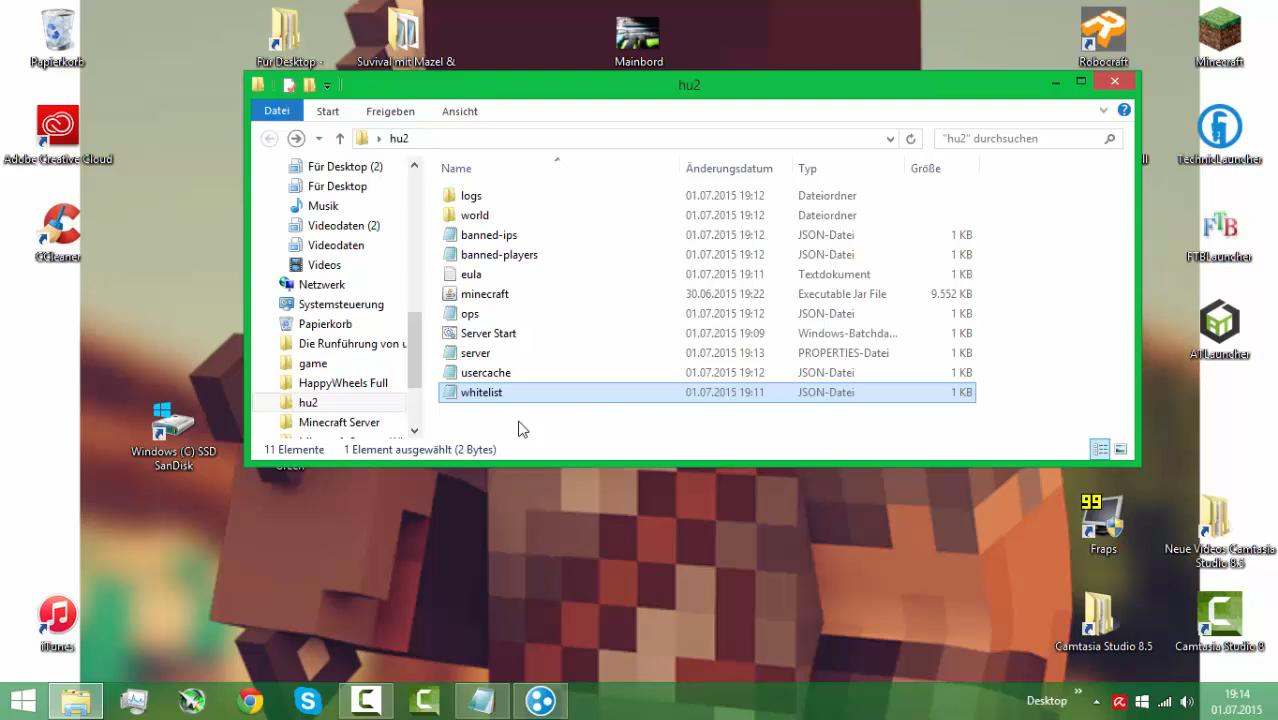 Papierkorb
Für Desktop -
Suvival mit Mazel &
Mainbord
Robocraft
Minecraft
hu2
Datei
Start
Freigeben
Ansicht
hu2
"hu2" durchsuchen
Adobe Creative Cloud
TechnicLauncher
Für Desktop (2)
Für Desktop
Musik
Videodaten (2)
Videodaten
Videos
Netzwerk
Systemsteuerung
Papierkorb
Die Runführung von u
game
HappyWheels Full
hu2
Minecraft Server
Name Änderungsdatum Typ Größe
logs 01.07.2015 19:12 Dateiordner
world 01.07.2015 19:12 Dateiordner
banned-ips 01.07.2015 19:12 JSON-Datei 1 KB
banned-players 01.07.2015 19:12 JSON-Datei 1 KB
eula 01.07.2015 19:11 Textdokument 1 KB
minecraft 30.06.2015 19:22 Executable Jar File 9.552 KB
ops 01.07.2015 19:12 JSON-Datei 1 KB
Server Start 01.07.2015 19:09 Windows-Batchda... 1 KB
server 01.07.2015 19:13 PROPERTIES-Datei 1 KB
usercache 01.07.2015 19:12 JSON-Datei 1 KB
whitelist 01.07.2015 19:11 JSON-Datei 1 KB
11 Elemente
1 Element ausgewählt (2 Bytes)
CCleaner
FTBLauncher
ATLauncher
Windows (C) SSD
SanDisk
99
Fraps
Neue Videos Camtasia
Studio 8.5
iTunes
Camtasia Studio 8.5
Camtasia Studio 8
Desktop
19:14
01.07.2015